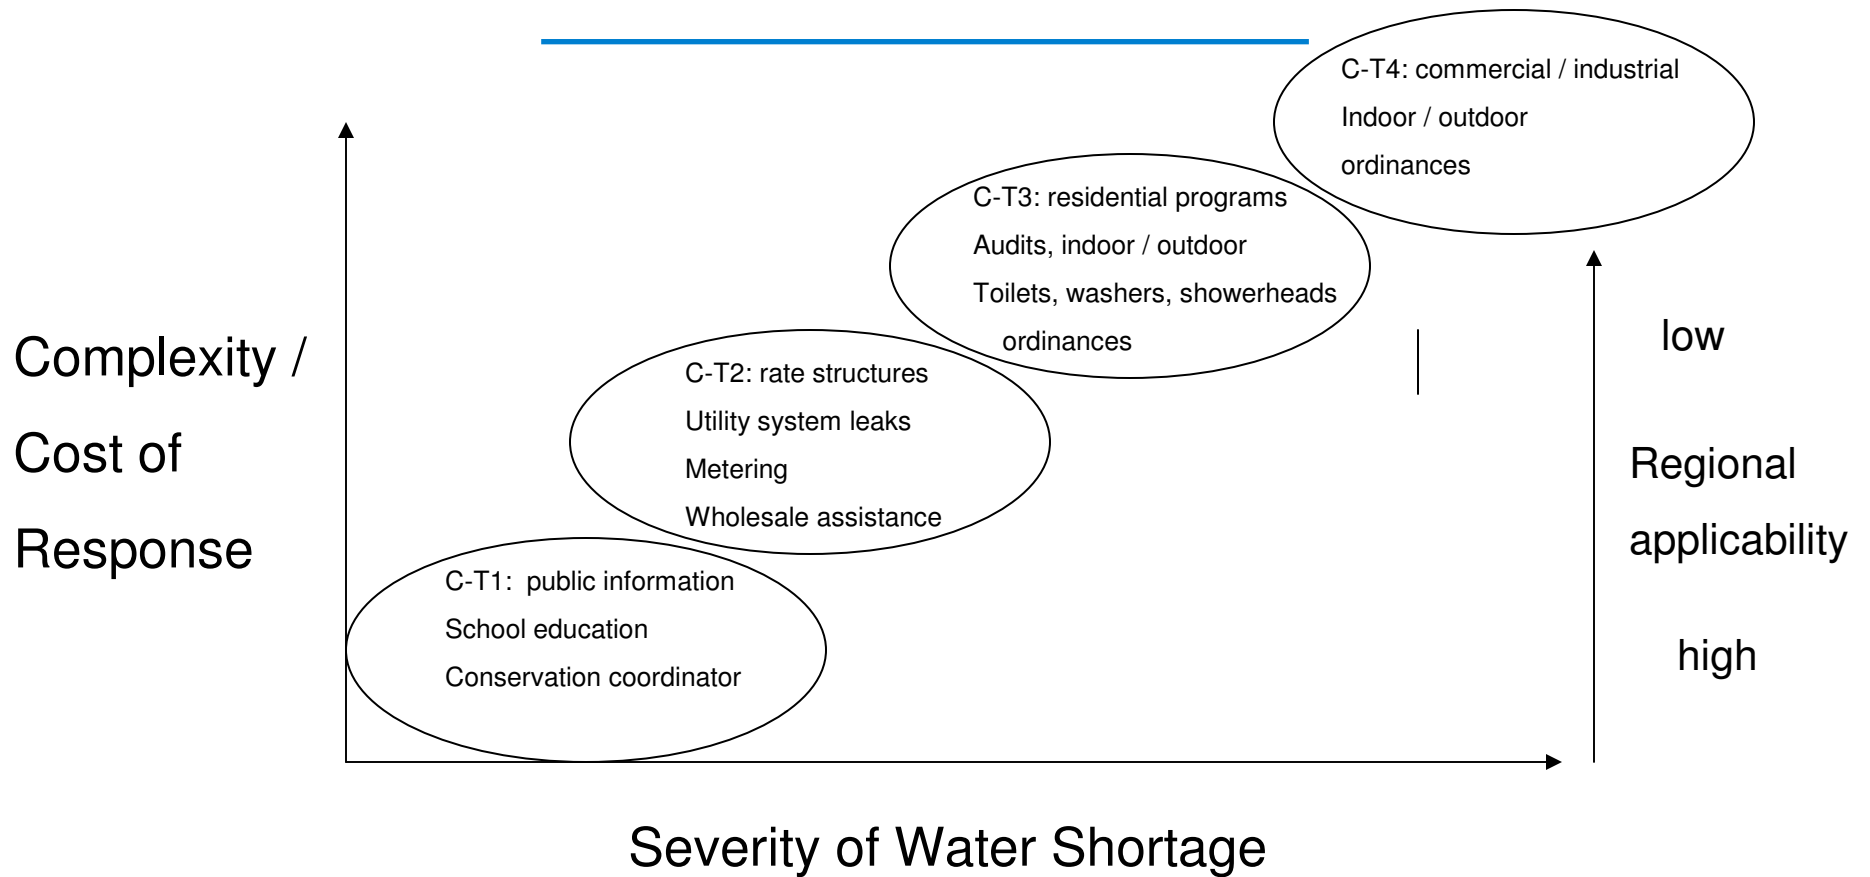 C-T4: commercial / industrial
Indoor / outdoor
ordinances
C-T3: residential programs
Audits, indoor / outdoor
Toilets, washers, showerheads
ordinances
C-T2: rate structures
Utility system leaks
Metering
Wholesale assistance
C-T1: public information
School education
Conservation coordinator
Complexity /
Cost of
Response
low
Regional
applicability
high
Severity of Water Shortage